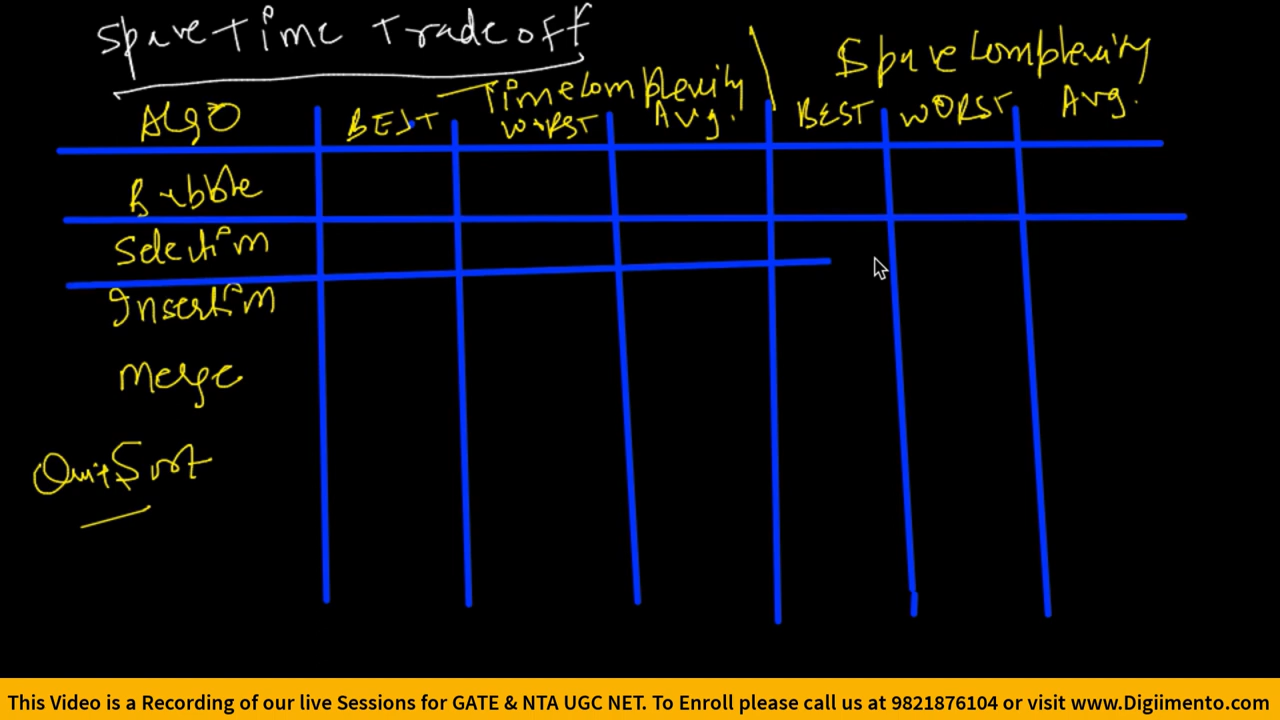 Space Time Tradeoff
Time Complexity Space Complexity
ALGO BEST WORST Avg. BEST WORST Avg.
Bubble
Selection
Insertion
Merge
QuickSort
This Video is a Recording of our live Sessions for GATE & NTA UGC NET. To Enroll please call us at 9821876104 or visit www.Digiimento.com